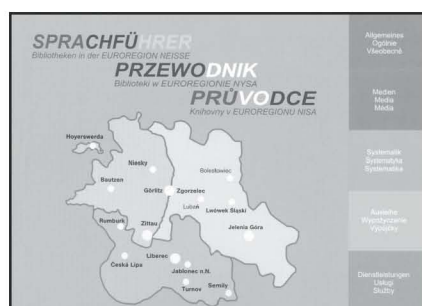 SPRACHFÜHRER
Bibliotheken in der EUROREGION NEISSE
PRZEWODNIK
Biblioteki w EUROREGIONIE NYSA
PRŮVODCE
Knihovny v EUROREGIONU NISA
Hoyerswerda
Niesky
Bautzen
Görlitz
Zgorzelec
Bolesławiec
Lubań
Lwówek Śląski
Rumburk
Zittau
Jelenia Góra
Česká Lípa
Liberec
Jablonec n.N.
Turnov
Semily
Allgemeines
Ogólnie
Všeobecně
Medien
Media
Média
Systematik
Systematyka
Systematika
Ausleihe
Wypożyczanie
Výpůjčky
Dienstleistungen
Usługi
Služby